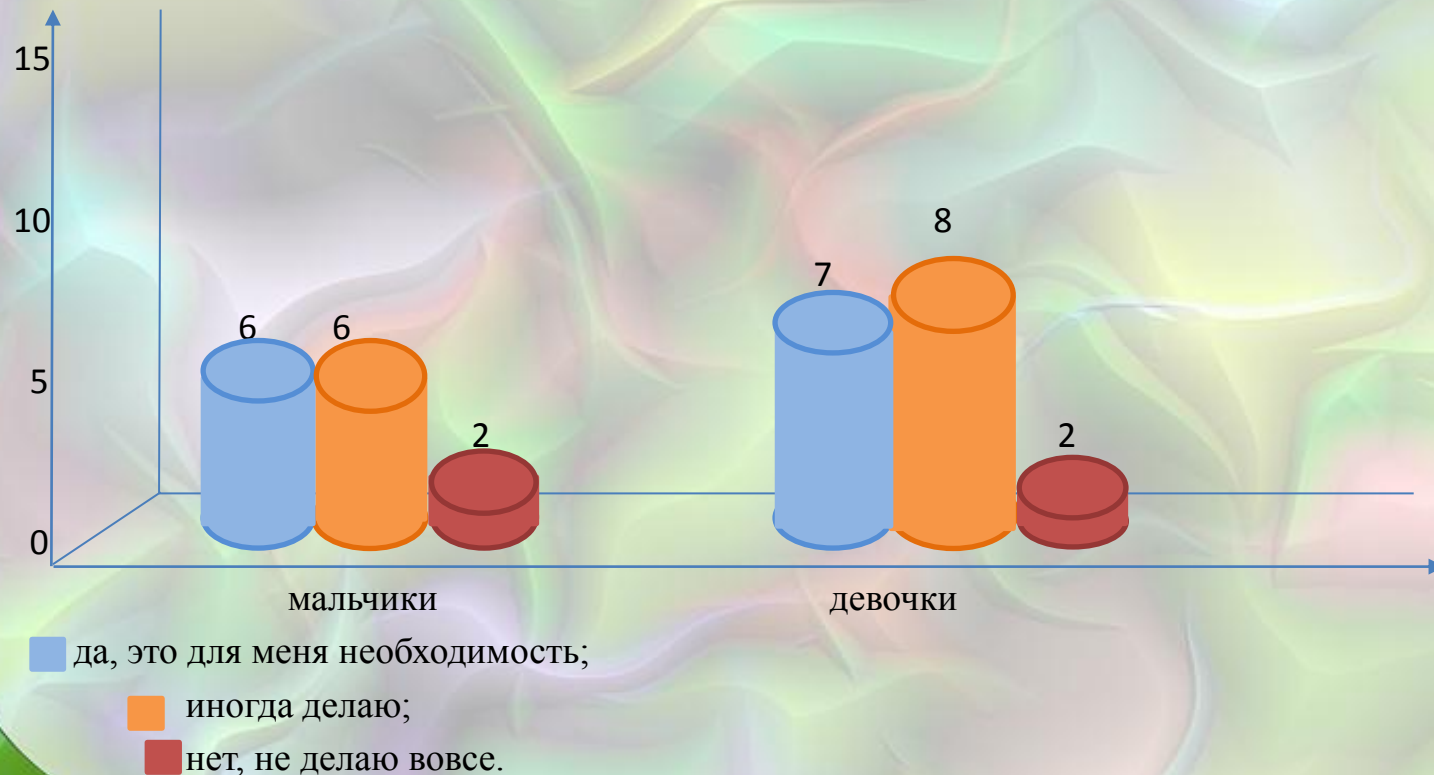 15
10
5
0
6 6 2
7 8 2
мальчики девочки
да, это для меня необходимость;
иногда делаю;
нет, не делаю вовсе.